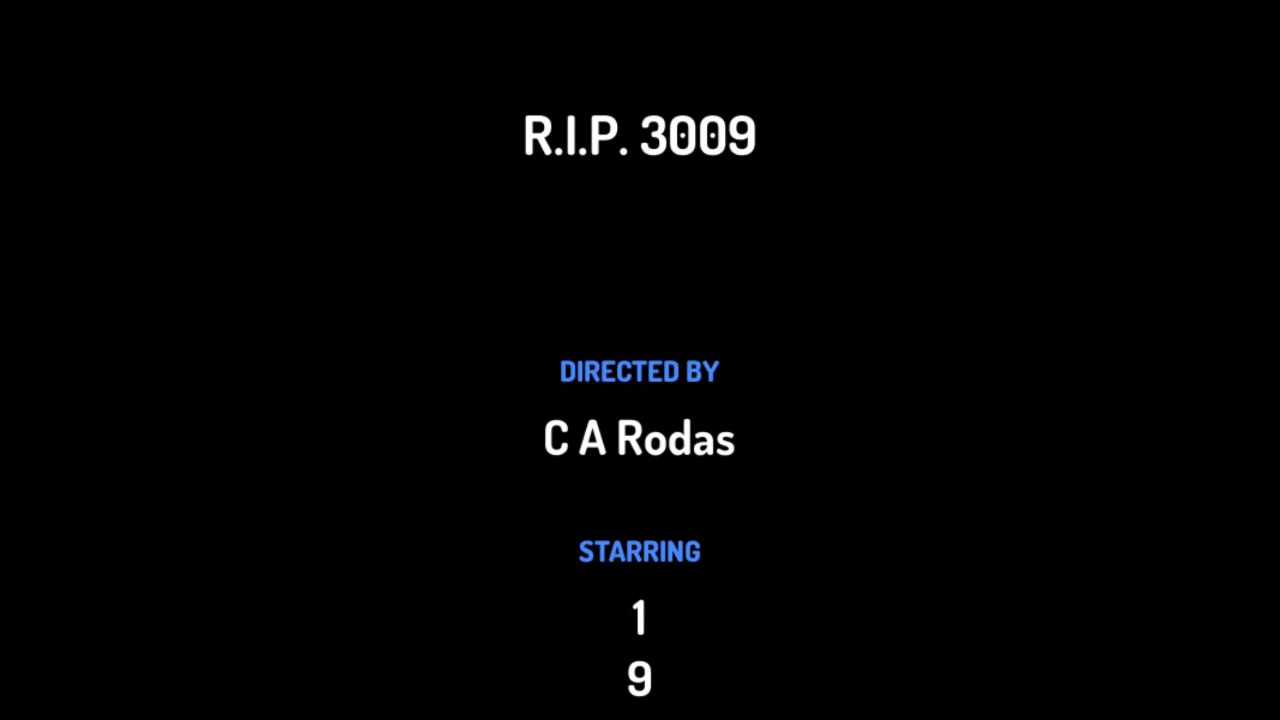 R.I.P. 3009
DIRECTED BY
C A Rodas
STARRING
1
9